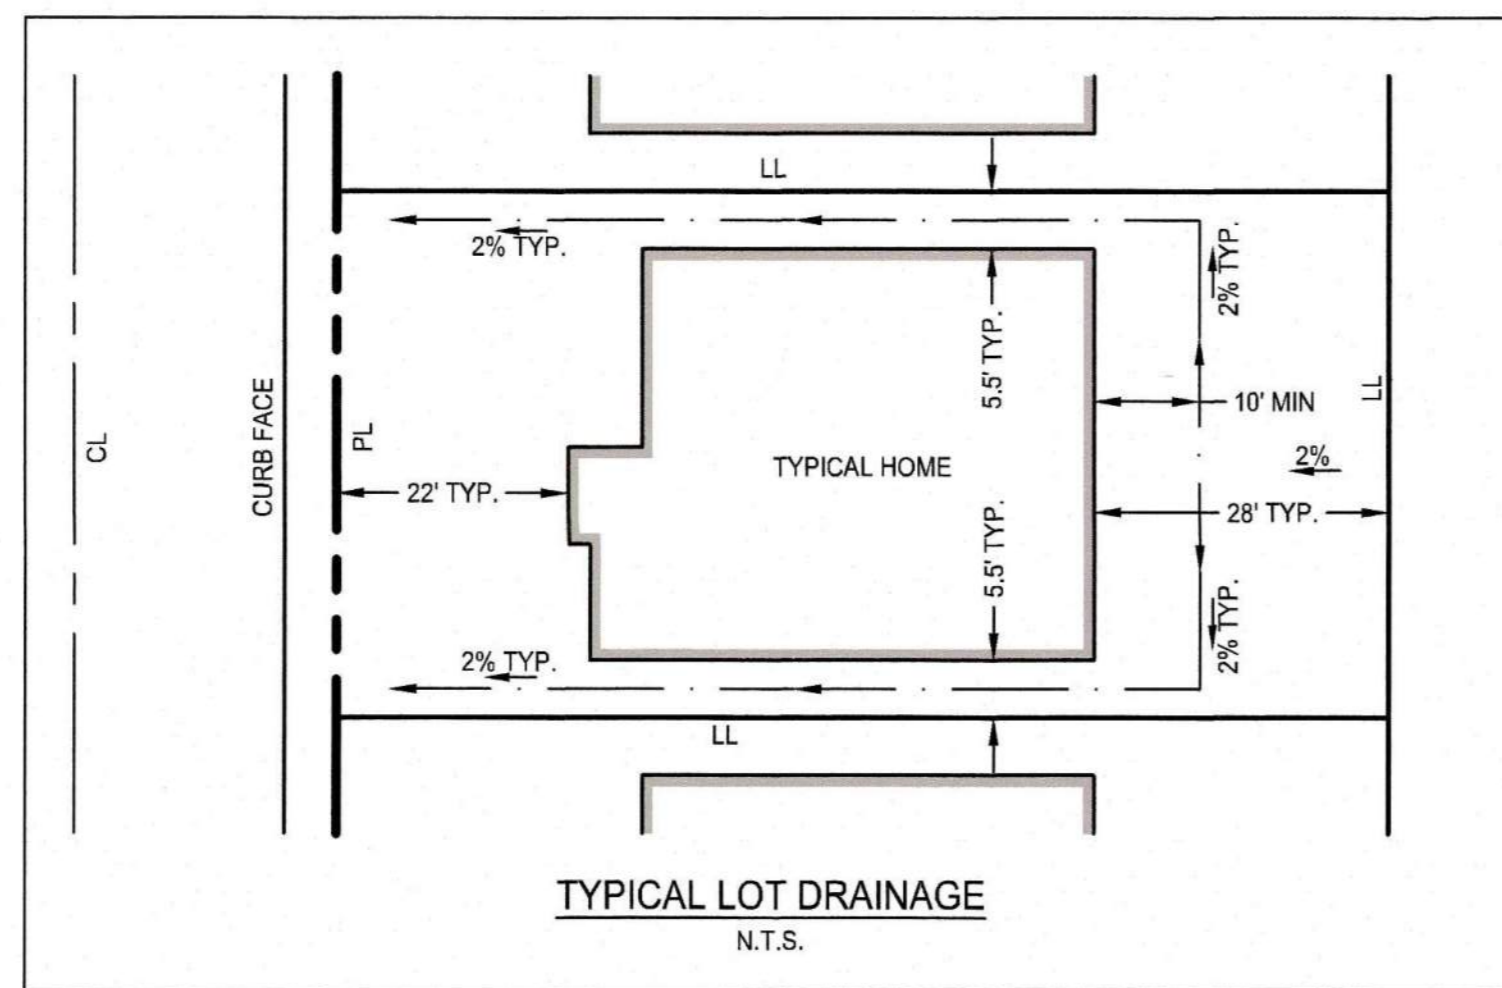 LL
2% TYP.
2% TYP.
5.5' TYP.
10' MIN
LL
CURB FACE
PL
CL
TYPICAL HOME
2%
22' TYP.
28' TYP.
5.5' TYP.
2% TYP.
2% TYP.
LL
TYPICAL LOT DRAINAGE
N.T.S.